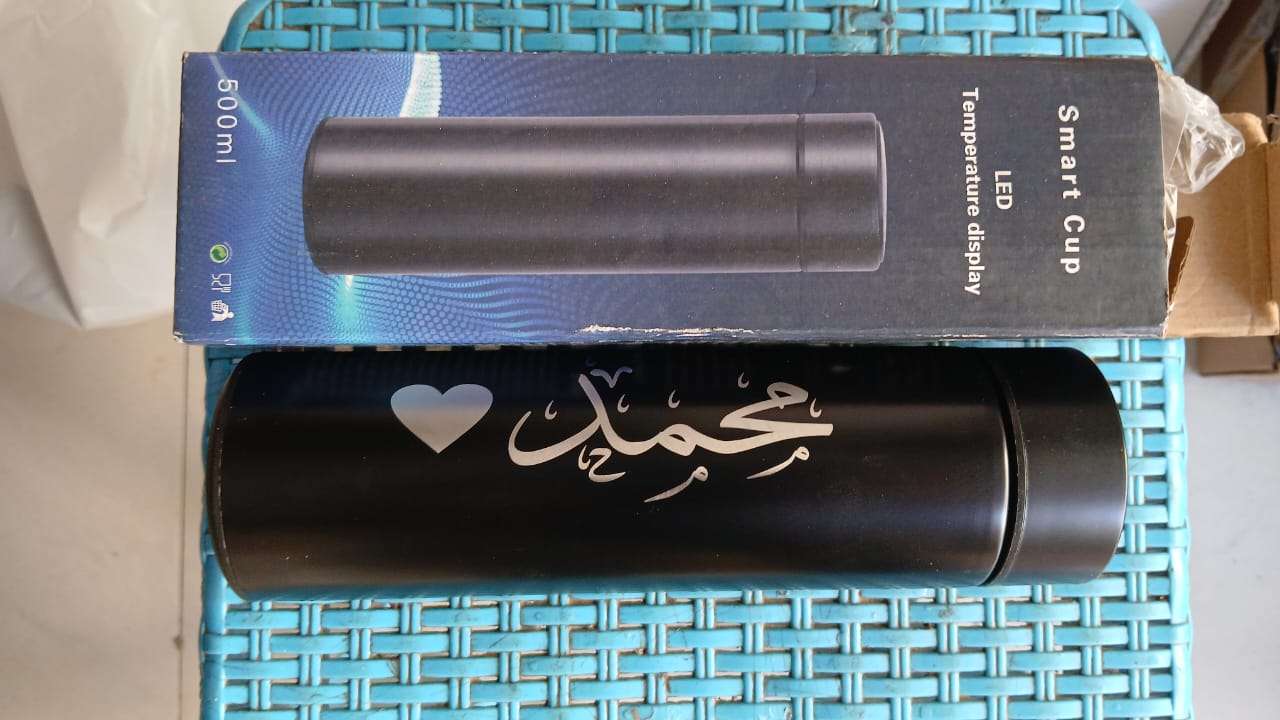 Smart Cup
LED
Temperature display
500ml
محمد